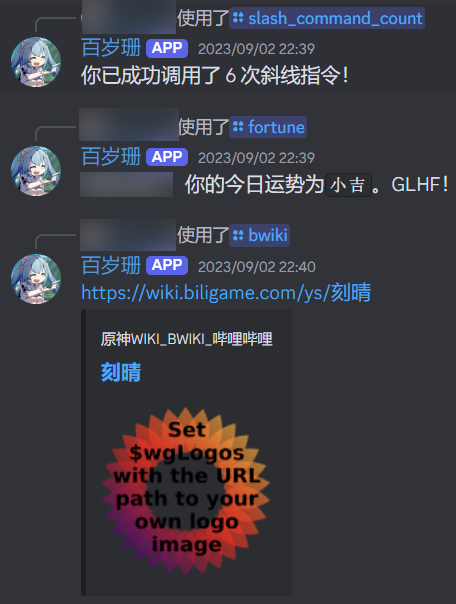 使用了 slash_command_count
百岁珊 APP 2023/09/02 22:39
你已成功调用了 6 次斜线指令！
使用了 fortune
百岁珊 APP 2023/09/02 22:39
你的今日运势为 小吉 。GLHF！
使用了 bwiki
百岁珊 APP 2023/09/02 22:40
https://wiki.biligame.com/ys/刻晴
原神WIKI_BWIKI_哔哩哔哩
刻晴
Set
$wgLogos
with the URL
path to your
own logo
image